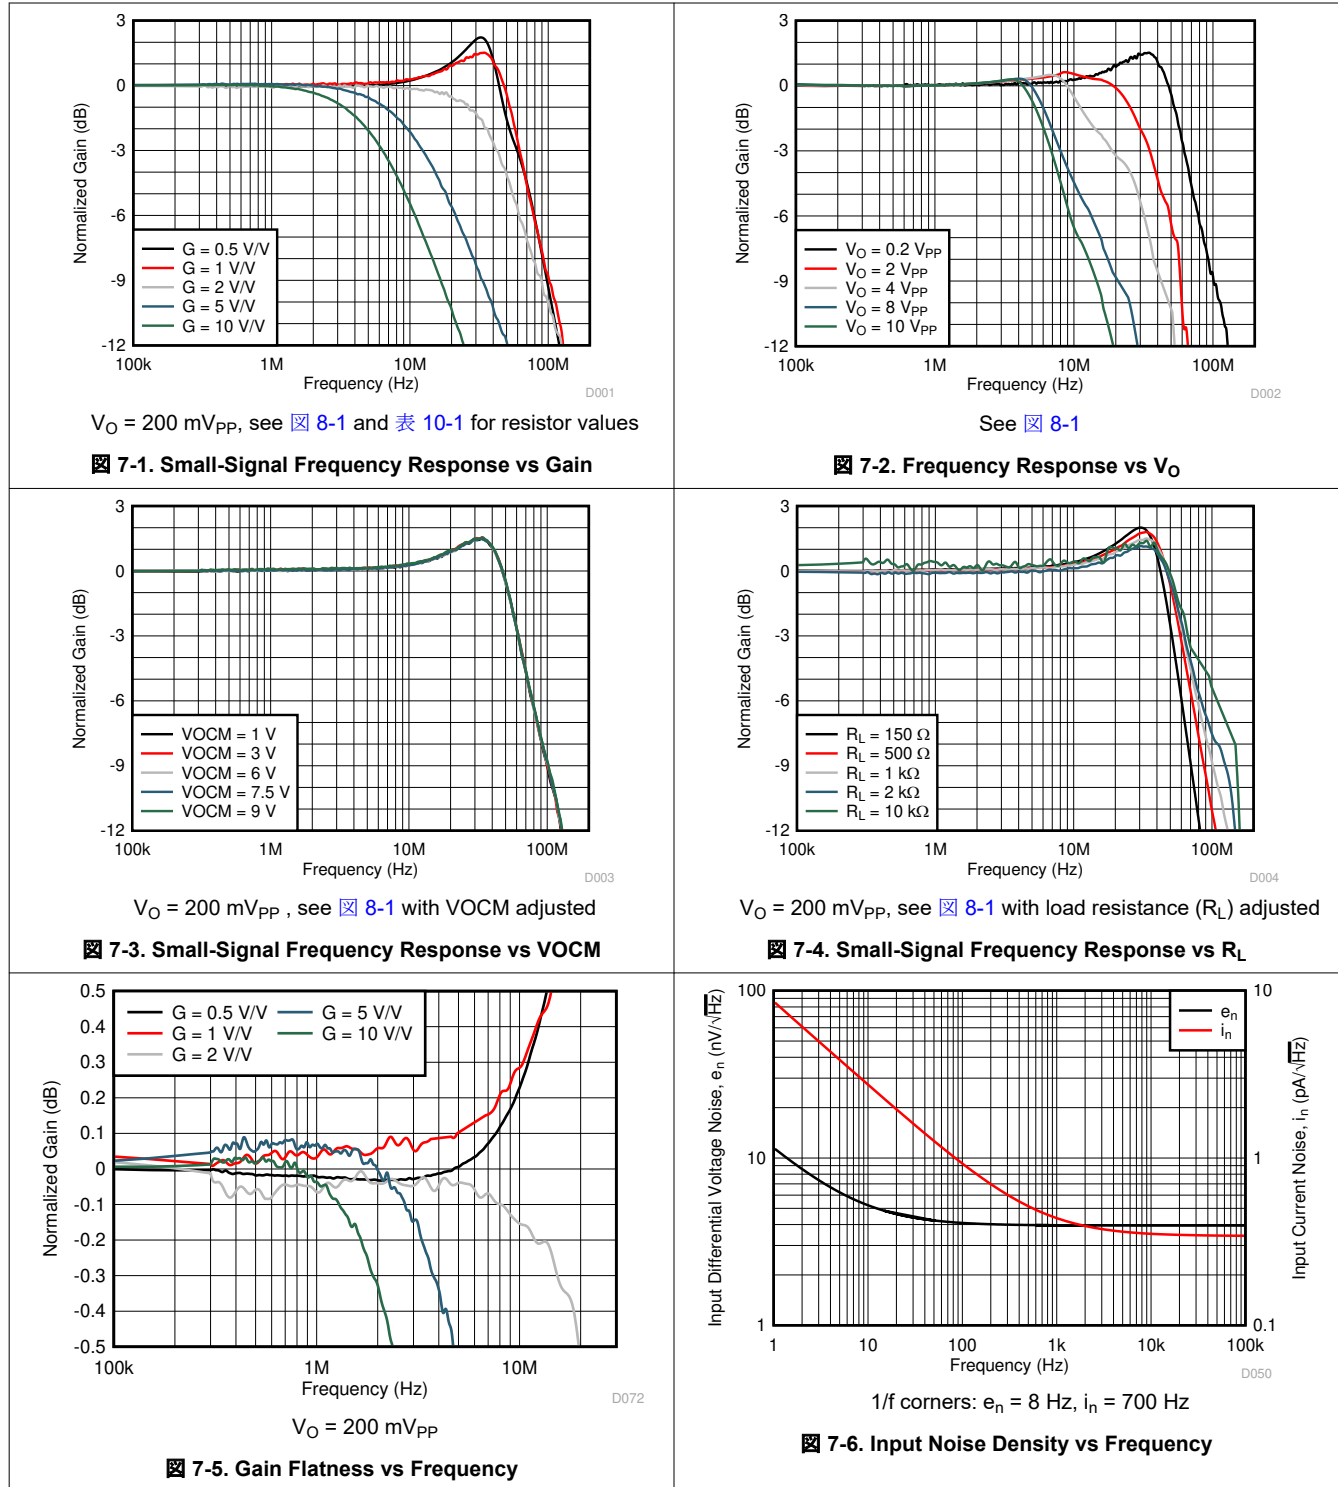 Normalized Gain (dB)
3
0
-3
-6
-9
-12
G = 0.5 V/V
G = 1 V/V
G = 2 V/V
G = 5 V/V
G = 10 V/V
100k 1M 10M 100M
Frequency (Hz)
D001
VO = 200 mVPP, see 図 8-1 and 表 10-1 for resistor values
図 7-1. Small-Signal Frequency Response vs Gain
Normalized Gain (dB)
3
0
-3
-6
-9
-12
VO = 0.2 VPP
VO = 2 VPP
VO = 4 VPP
VO = 8 VPP
VO = 10 VPP
100k 1M 10M 100M
Frequency (Hz)
D002
See 図 8-1
図 7-2. Frequency Response vs VO
Normalized Gain (dB)
3
0
-3
-6
-9
-12
VOCM = 1 V
VOCM = 3 V
VOCM = 6 V
VOCM = 7.5 V
VOCM = 9 V
100k 1M 10M 100M
Frequency (Hz)
D003
VO = 200 mVPP , see 図 8-1 with VOCM adjusted
図 7-3. Small-Signal Frequency Response vs VOCM
Normalized Gain (dB)
3
0
-3
-6
-9
-12
RL = 150 Ω
RL = 500 Ω
RL = 1 kΩ
RL = 2 kΩ
RL = 10 kΩ
100k 1M 10M 100M
Frequency (Hz)
D004
VO = 200 mVPP, see 図 8-1 with load resistance (RL) adjusted
図 7-4. Small-Signal Frequency Response vs RL
Normalized Gain (dB)
0.5
0.4
0.3
0.2
0.1
0
-0.1
-0.2
-0.3
-0.4
-0.5
G = 0.5 V/V
G = 1 V/V
G = 2 V/V
G = 5 V/V
G = 10 V/V
100k 1M 10M
Frequency (Hz)
D072
VO = 200 mVPP
図 7-5. Gain Flatness vs Frequency
Input Differential Voltage Noise, en (nV/√Hz)
100
10
1
en
in
10
1
0.1
Input Current Noise, in (pA/√Hz)
1 10 100 1k 10k 100k
Frequency (Hz)
D050
1/f corners: en = 8 Hz, in = 700 Hz
図 7-6. Input Noise Density vs Frequency